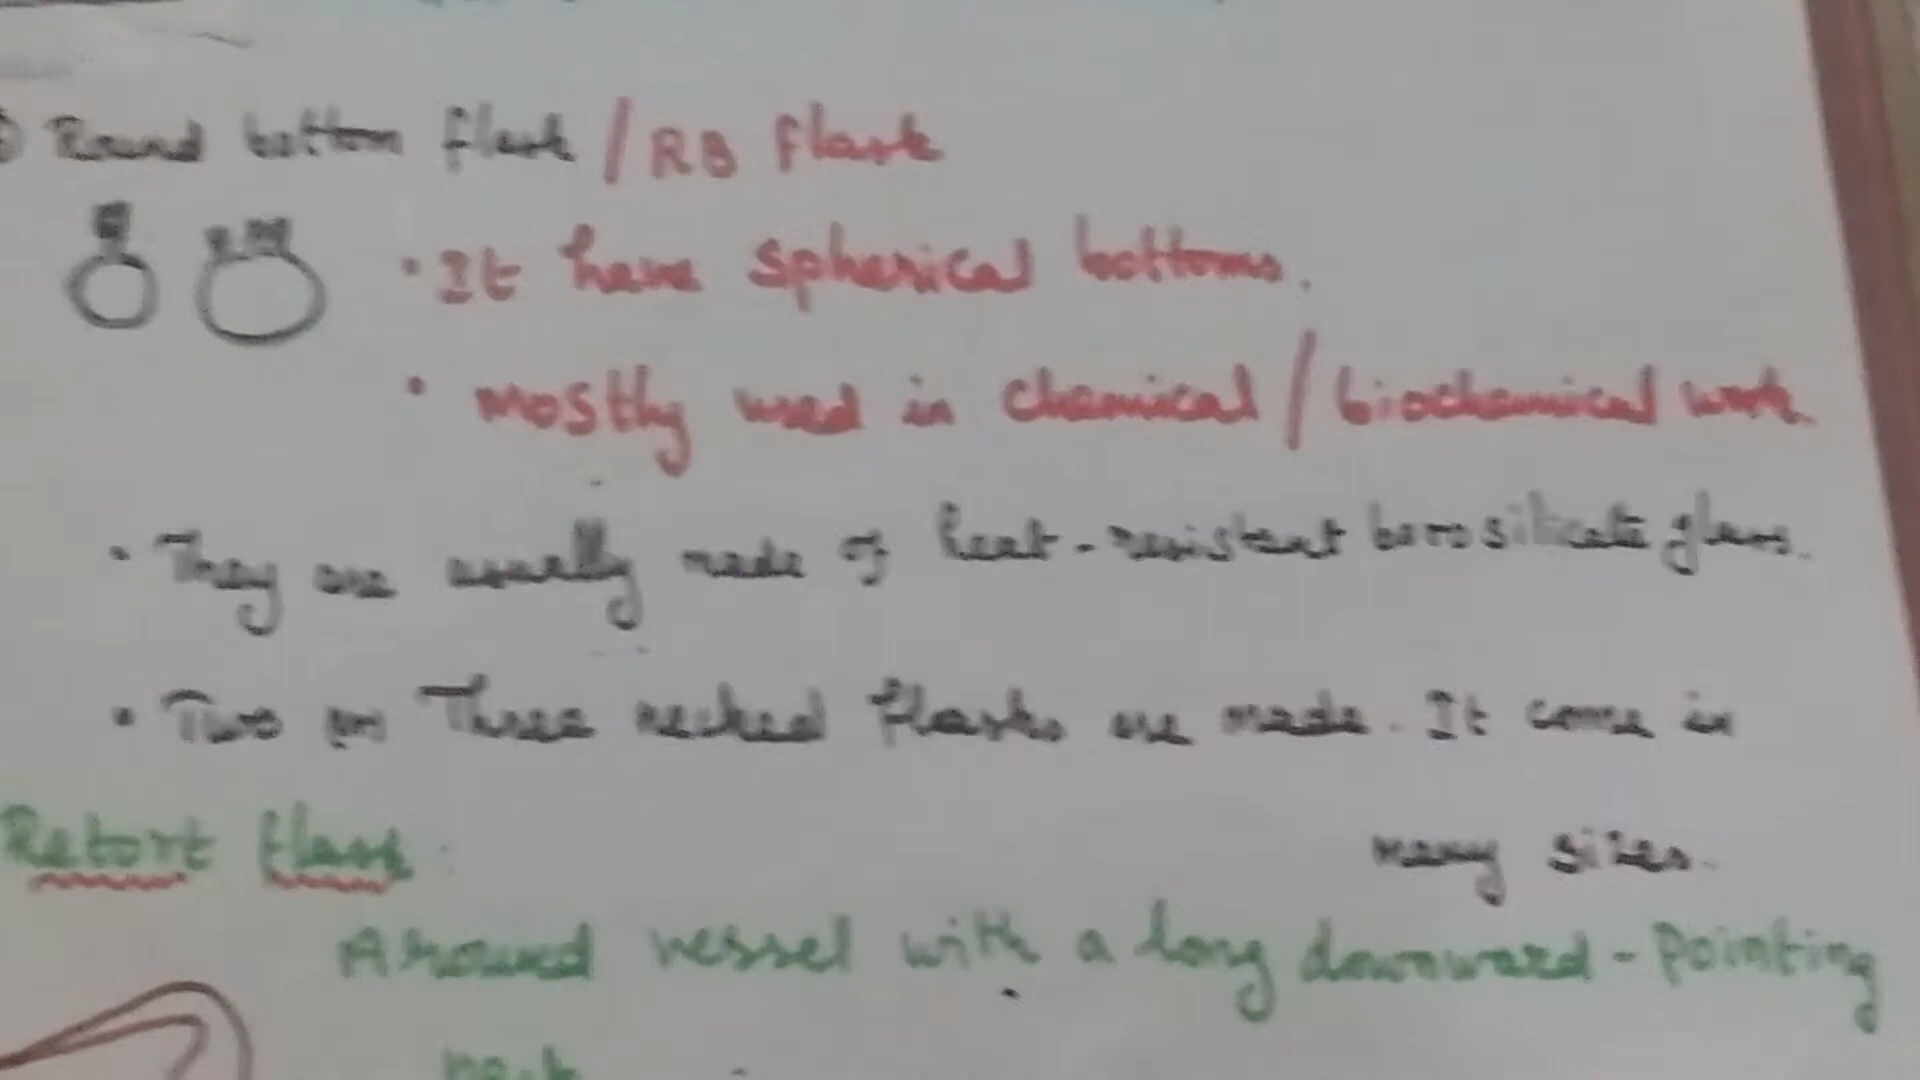 Round bottom flask / RB flask
• It have spherical bottoms.
• mostly used in chemical / biochemical work
• They are usually made of heat-resistant borosilicate glass.
• Two or Three necked flasks are made. It come in
many sizes.
Retort flask:
A round vessel with a long downward-pointing
neck